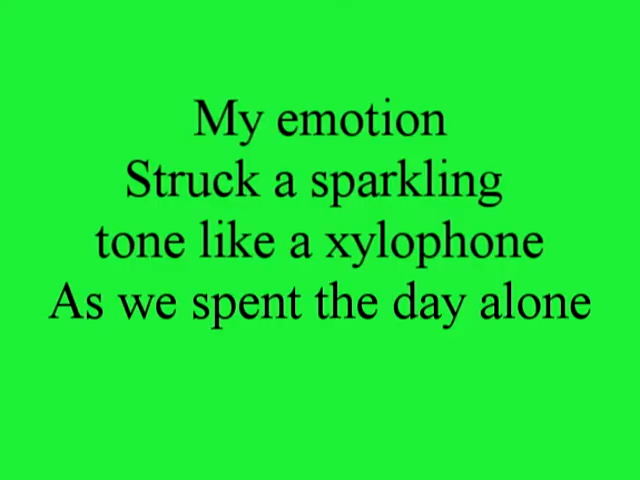 My emotion
Struck a sparkling
tone like a xylophone
As we spent the day alone